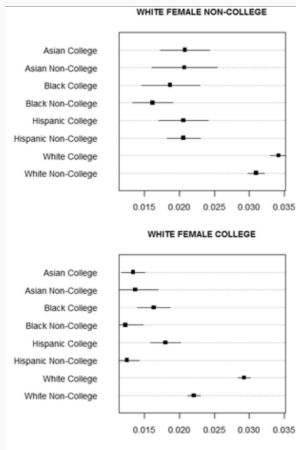 WHITE FEMALE NON-COLLEGE
Asian College
Asian Non-College
Black College
Black Non-College
Hispanic College
Hispanic Non-College
White College
White Non-College
0.015 0.020 0.025 0.030 0.035
WHITE FEMALE COLLEGE
Asian College
Asian Non-College
Black College
Black Non-College
Hispanic College
Hispanic Non-College
White College
White Non-College
0.015 0.020 0.025 0.030 0.035